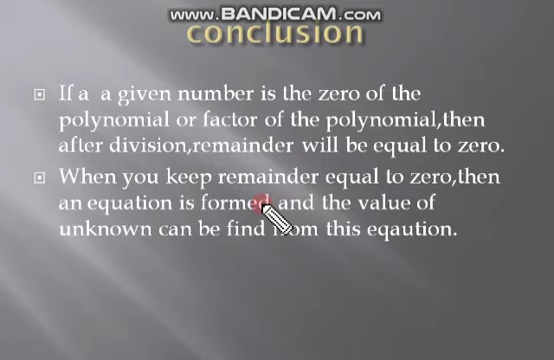 www.BANDICAM.com
conclusion
If a a given number is the zero of the
polynomial or factor of the polynomial,then
after division,remainder will be equal to zero.
When you keep remainder equal to zero,then
an equation is formed and the value of
unknown can be find from this eqaution.